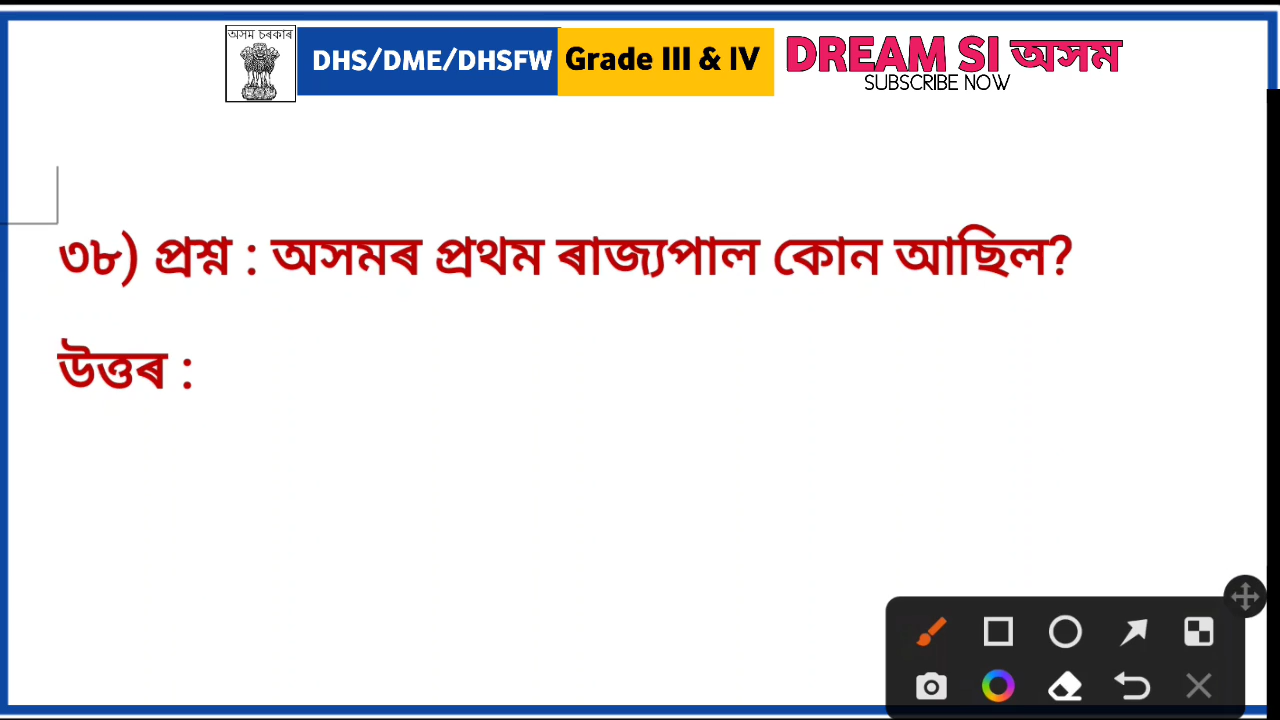 অসম চৰকাৰ
DHS/DME/DHSFW Grade III & IV
DREAM SI অসম
SUBSCRIBE NOW
৩৮) প্ৰশ্ন : অসমৰ প্ৰথম ৰাজ্যপাল কোন আছিল?
উত্তৰ :